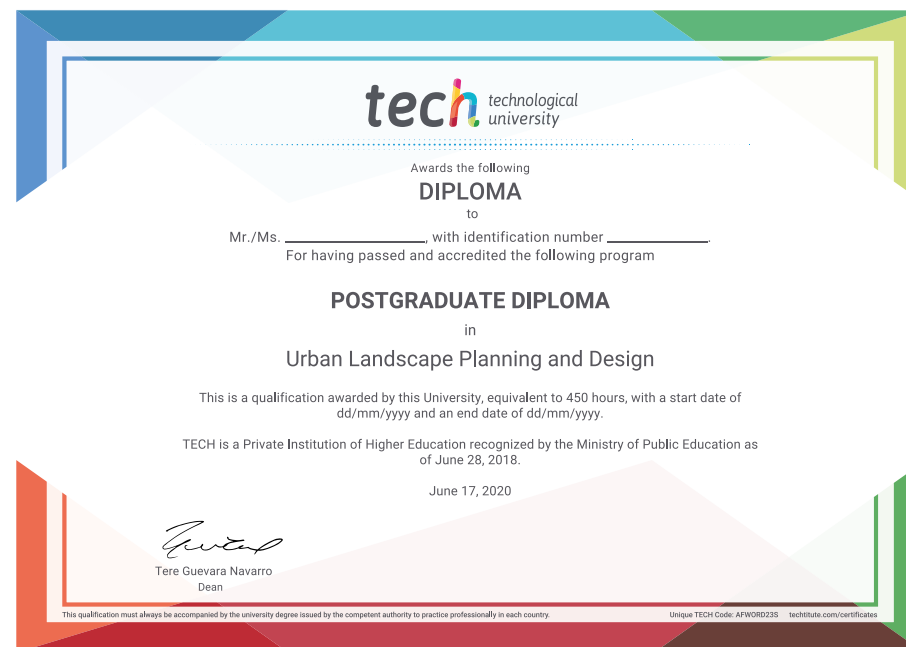 tech technological
university
Awards the following
DIPLOMA
to
Mr./Ms. ________________, with identification number ____________.
For having passed and accredited the following program
POSTGRADUATE DIPLOMA
in
Urban Landscape Planning and Design
This is a qualification awarded by this University, equivalent to 450 hours, with a start date of
dd/mm/yyyy and an end date of dd/mm/yyyy.
TECH is a Private Institution of Higher Education recognized by the Ministry of Public Education as
of June 28, 2018.
June 17, 2020
Tere Guevara Navarro
Dean
This qualification must always be accompanied by the university degree issued by the competent authority to practice professionally in each country. Unique TECH Code: AFWORD23S techtitute.com/certificates